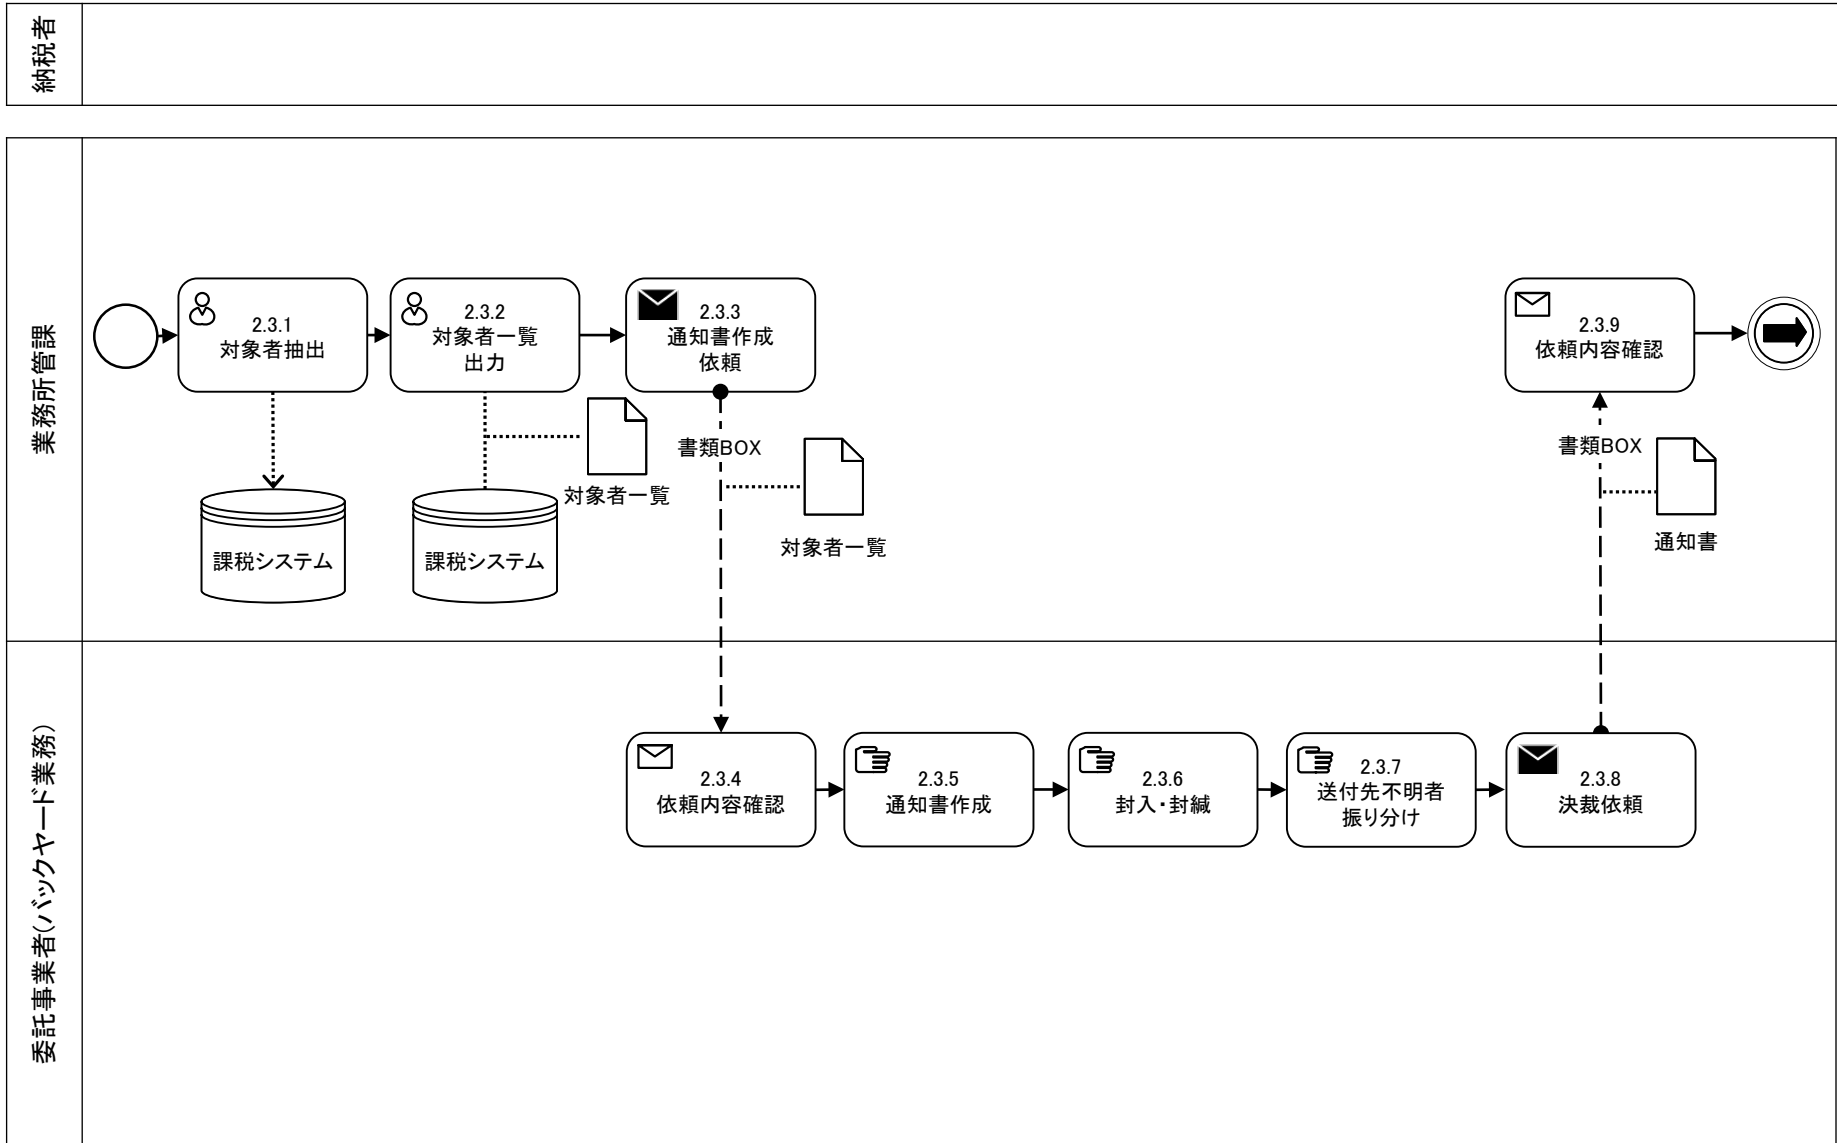 納税者
業務所管課
2.3.1
対象者抽出
2.3.2
対象者一覧
出力
2.3.3
通知書作成
依頼
2.3.9
依頼内容確認
書類BOX
対象者一覧
対象者一覧
課税システム
課税システム
書類BOX
通知書
委託事業者(バックヤード業務)
2.3.4
依頼内容確認
2.3.5
通知書作成
2.3.6
封入・封緘
2.3.7
送付先不明者
振り分け
2.3.8
決裁依頼